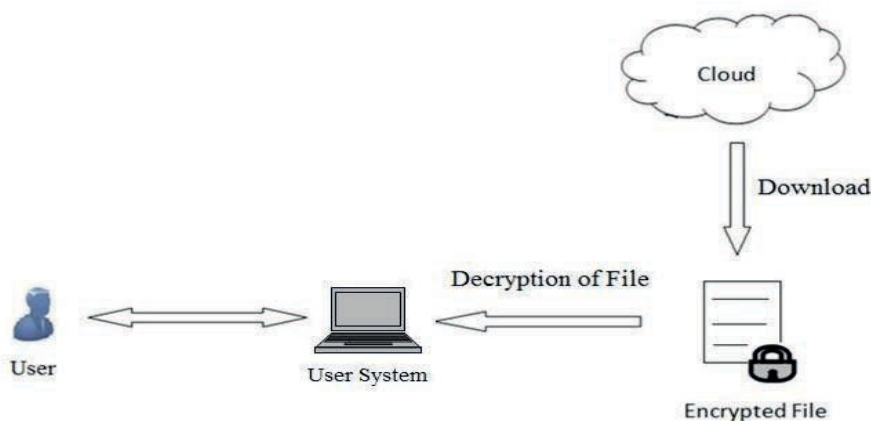 Cloud
Download
Decryption of File
User
User System
Encrypted File